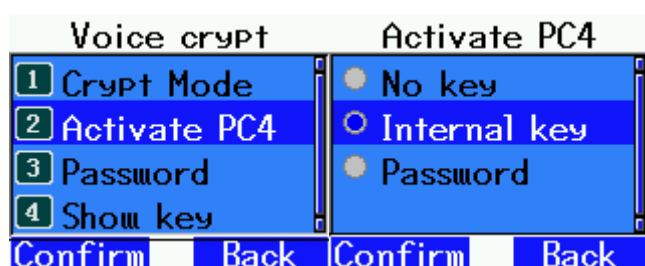 Voice crypt
1 Crypt Mode
2 Activate PC4
3 Password
4 Show key
Confirm Back
Activate PC4
No key
Internal key
Password
Confirm Back